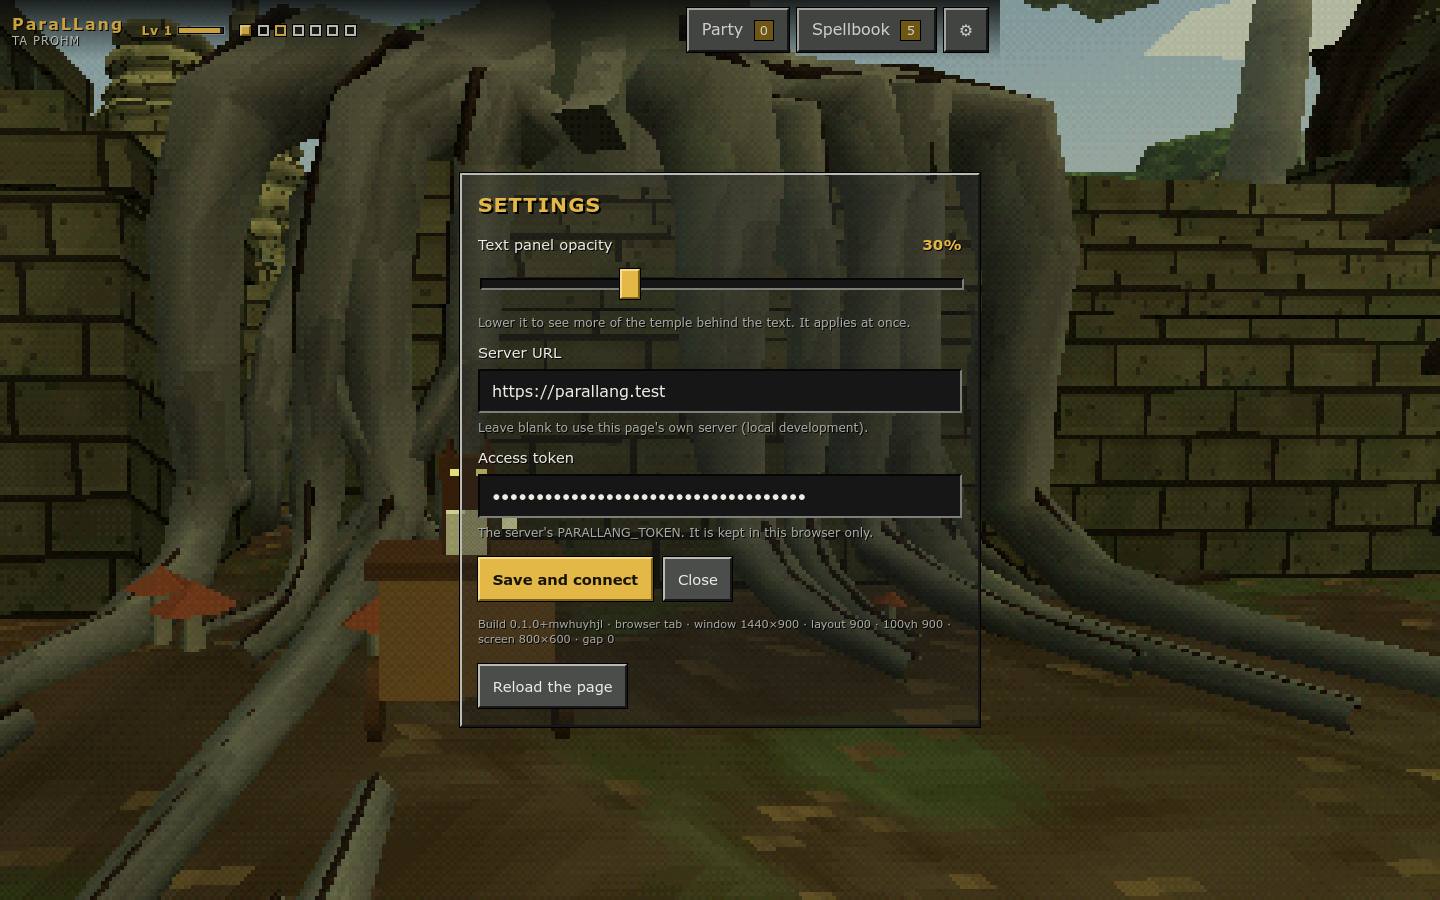 ParaLLang
TA PROHM
Lv 1
Party 0
Spellbook 5
⚙
SETTINGS
Text panel opacity 30%
Lower it to see more of the temple behind the text. It applies at once.
Server URL
https://parallang.test
Leave blank to use this page's own server (local development).
Access token
••••••••••••••••••••••••••••••••••••
The server's PARALLANG_TOKEN. It is kept in this browser only.
Save and connect Close
Build 0.1.0+mwhuyhjl · browser tab · window 1440×900 · layout 900 · 100vh 900 ·
screen 800×600 · gap 0
Reload the page